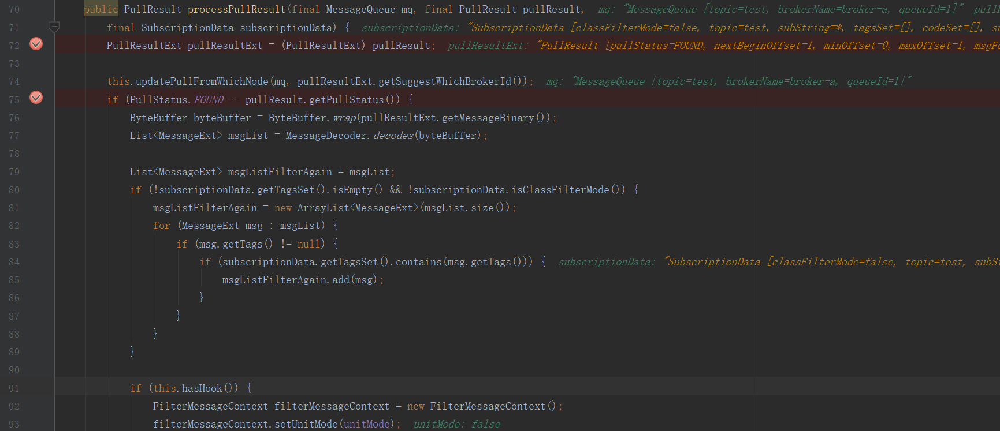 70 public PullResult processPullResult(final MessageQueue mq, final PullResult pullResult, mq: "MessageQueue [topic=test, brokerName=broker-a, queueId=1]"
71 final SubscriptionData subscriptionData) { subscriptionData: "SubscriptionData [classFilterMode=false, topic=test, subString=*, tagsSet=[], codeSet=[],
72 PullResultExt pullResultExt = (PullResultExt) pullResult; pullResultExt: "PullResult [pullStatus=FOUND, nextBeginOffset=1, minOffset=0, maxOffset=1,
73
74 this.updatePullFromWhichNode(mq, pullResultExt.getSuggestWhichBrokerId()); mq: "MessageQueue [topic=test, brokerName=broker-a, queueId=1]"
75 if (PullStatus.FOUND == pullResult.getPullStatus()) {
76 ByteBuffer byteBuffer = ByteBuffer.wrap(pullResultExt.getMessageBinary());
77 List<MessageExt> msgList = MessageDecoder.decodes(byteBuffer);
78
79 List<MessageExt> msgListFilterAgain = msgList;
80 if (!subscriptionData.getTagsSet().isEmpty() && !subscriptionData.isClassFilterMode()) {
81 msgListFilterAgain = new ArrayList<MessageExt>(msgList.size());
82 for (MessageExt msg : msgList) {
83 if (msg.getTags() != null) {
84 if (subscriptionData.getTagsSet().contains(msg.getTags())) { subscriptionData: "SubscriptionData [classFilterMode=false, topic=test,
85 msgListFilterAgain.add(msg);
86 }
87 }
88 }
89 }
90
91 if (this.hasHook()) {
92 FilterMessageContext filterMessageContext = new FilterMessageContext();
93 filterMessageContext.setUnitMode(unitMode); unitMode: false